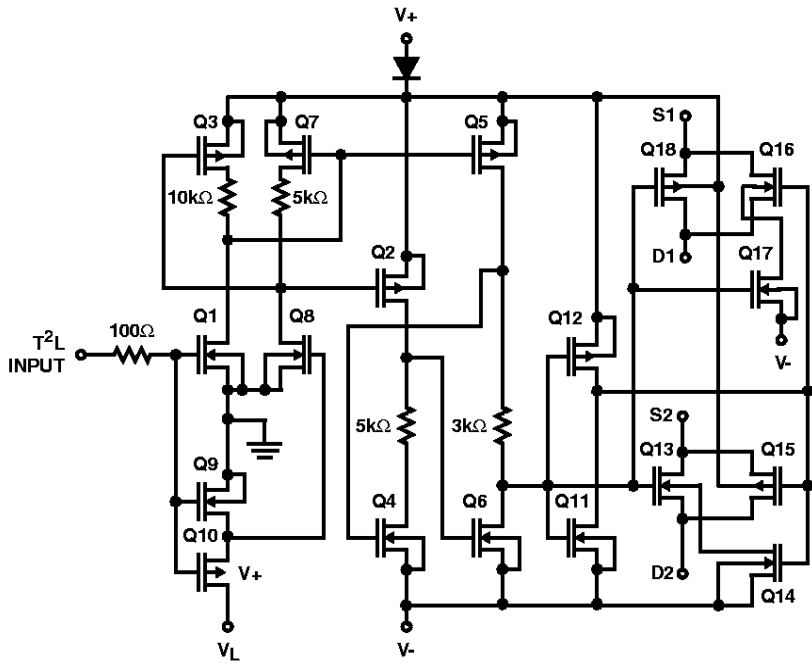 V+
S1
Q3
Q7
Q5
Q18
Q16
10kΩ
5kΩ
Q2
D1
Q17
Q1
Q8
Q12
T²L
INPUT
100Ω
V-
S2
5kΩ
3kΩ
Q13
Q15
Q9
Q4
Q6
Q11
Q10
V+
D2
Q14
VL
V-